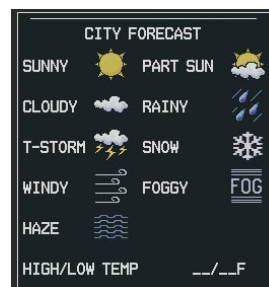 CITY FORECAST
SUNNY PART SUN
CLOUDY RAINY
T-STORM SNOW
WINDY FOGGY FOG
HAZE
HIGH/LOW TEMP __/__F